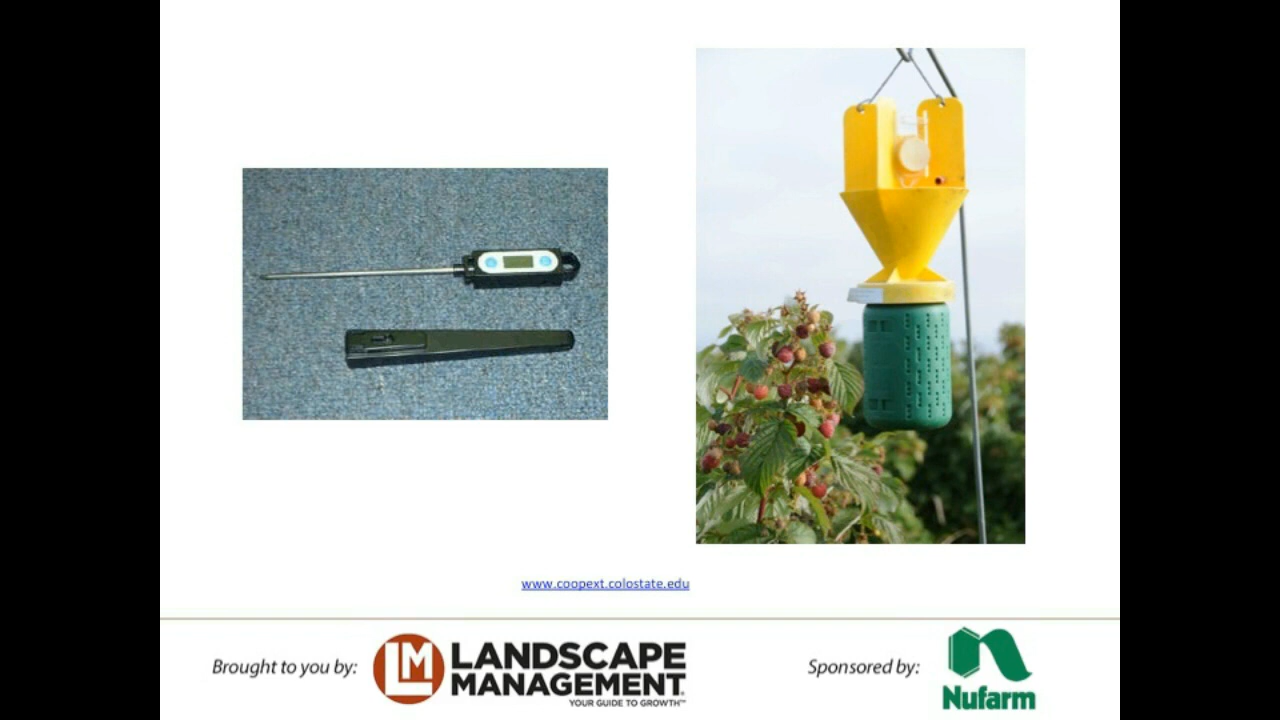 www.coopext.colostate.edu
Brought to you by:
LM
LANDSCAPE
MANAGEMENT
YOUR GUIDE TO GROWTH™
Sponsored by:
Nufarm